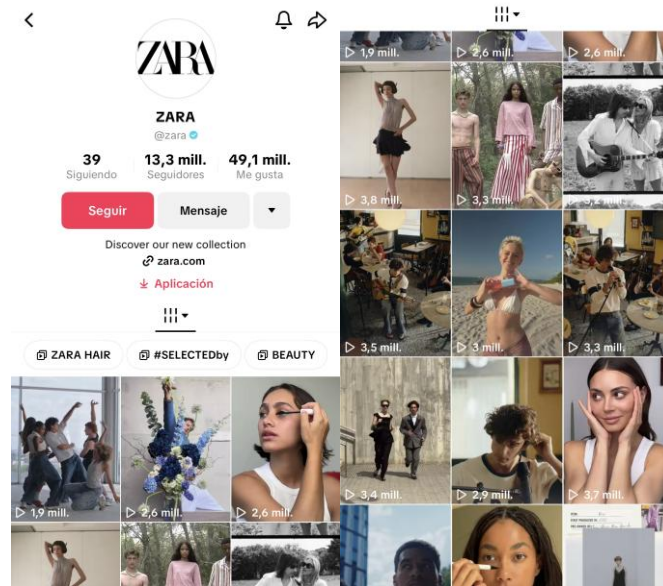 ZARA
ZARA
@zara
39 13,3 mill. 49,1 mill.
Siguiendo Seguidores Me gusta
Seguir Mensaje
Discover our new collection
zara.com
Aplicación
ZARA HAIR #SELECTEDby BEAUTY
1,9 mill. 2,6 mill. 2,6 mill.
1,9 mill. 2,6 mill. 2,6 mill.
3,8 mill. 3,3 mill. 3,2 mill.
3,5 mill. 3 mill. 3,3 mill.
3,4 mill. 2,9 mill. 3,7 mill.